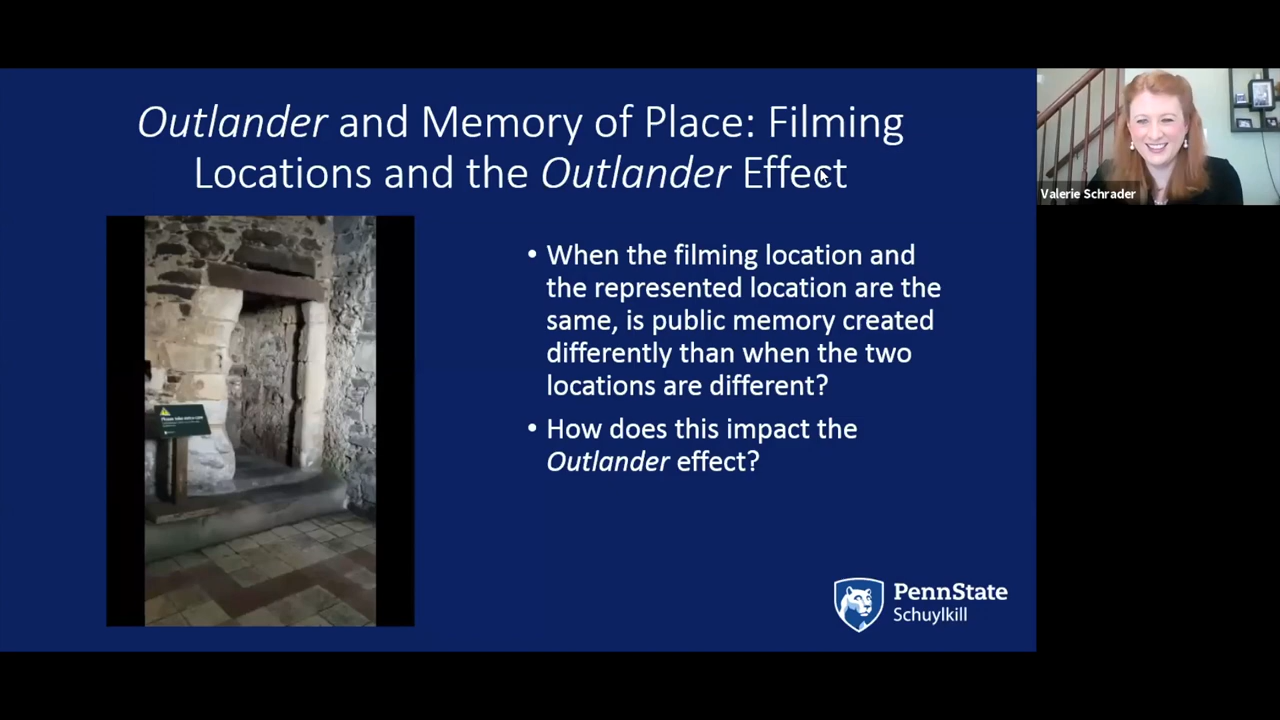 Outlander and Memory of Place: Filming
Locations and the Outlander Effect
Valerie Schrader
• When the filming location and
the represented location are the
same, is public memory created
differently than when the two
locations are different?
• How does this impact the
Outlander effect?
PennState
Schuylkill